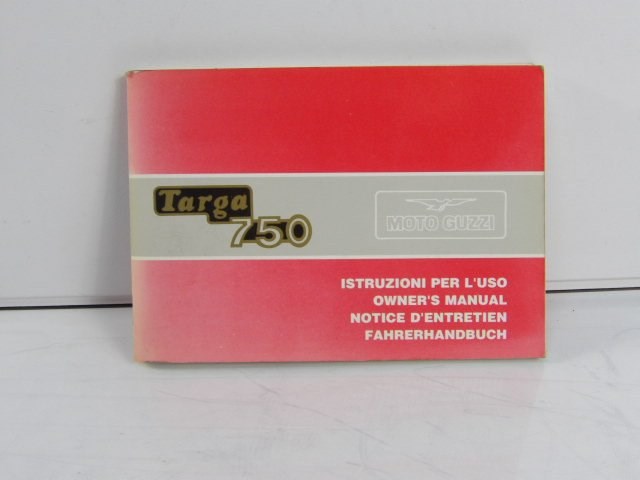 Targa
750
MOTO GUZZI
ISTRUZIONI PER L'USO
OWNER'S MANUAL
NOTICE D'ENTRETIEN
FAHRERHANDBUCH